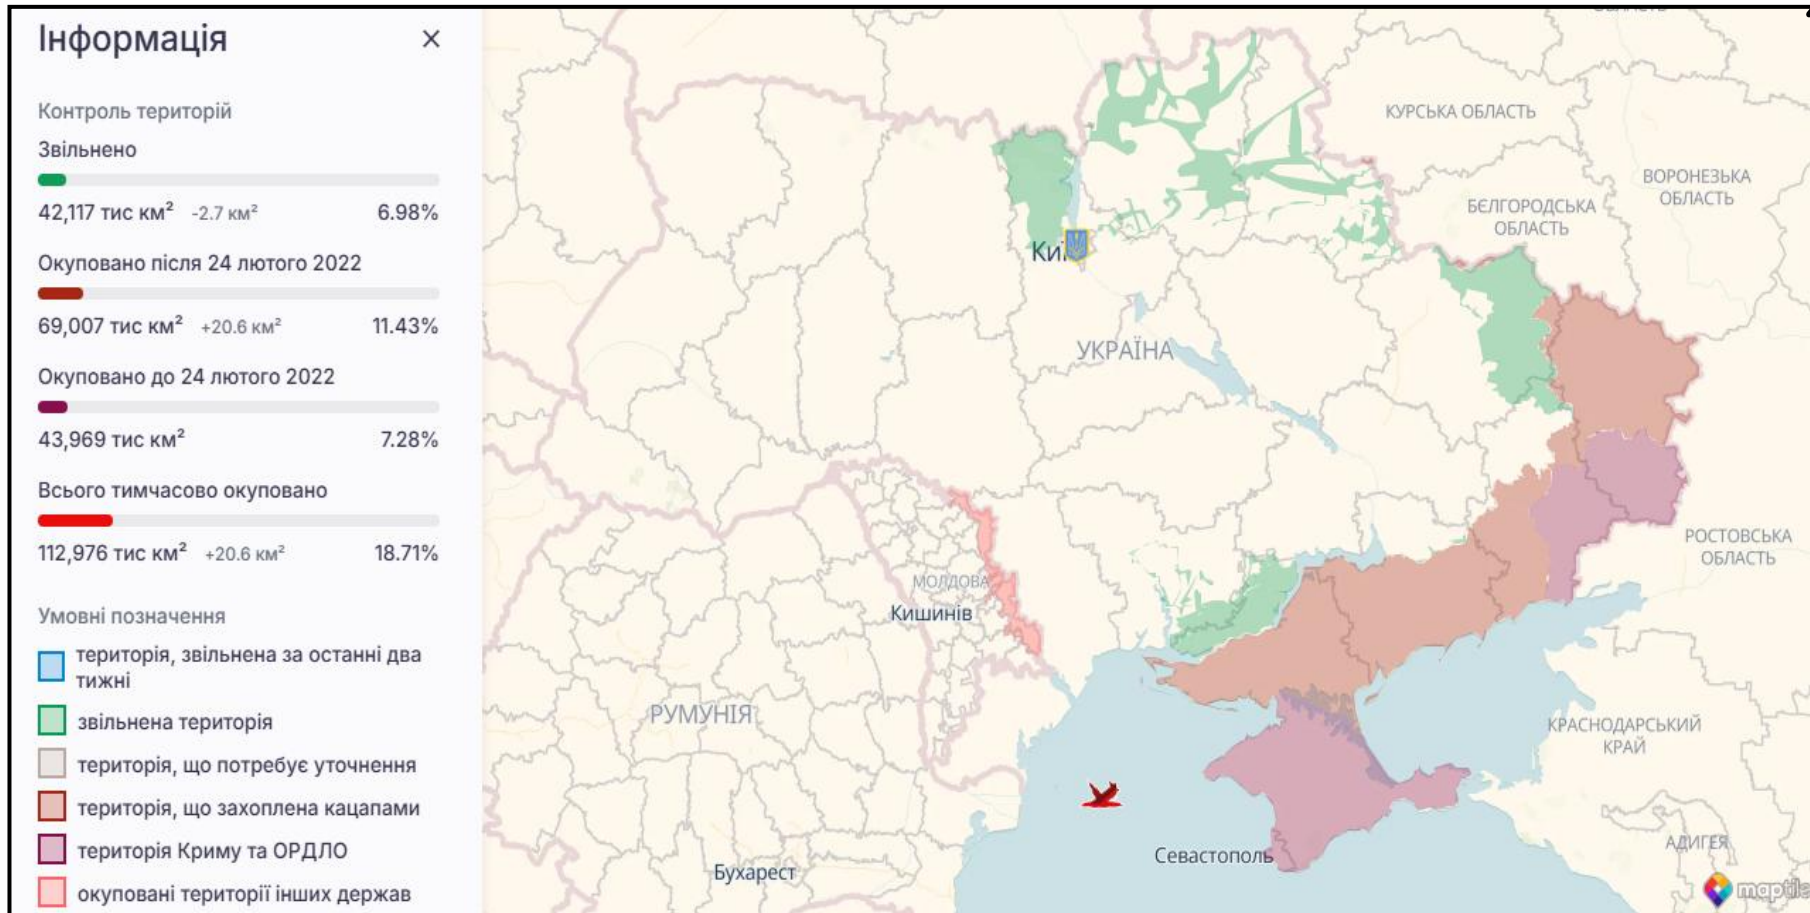 Інформація
Контроль територій
Звільнено
42,117 тис км² -2.7 км² 6.98%
Окуповано після 24 лютого 2022
69,007 тис км² +20.6 км² 11.43%
Окуповано до 24 лютого 2022
43,969 тис км² 7.28%
Всього тимчасово окуповано
112,976 тис км² +20.6 км² 18.71%
Умовні позначення
територія, звільнена за останні два
тижні
звільнена територія
територія, що потребує уточнення
територія, що захоплена кацапами
територія Криму та ОРДЛО
окуповані території інших держав
КУРСЬКА ОБЛАСТЬ
ВОРОНЕЗЬКА
ОБЛАСТЬ
БЄЛГОРОДСЬКА
ОБЛАСТЬ
УКРАЇНА
РОСТОВСЬКА
ОБЛАСТЬ
МОЛДОВА
Кишинів
РУМУНІЯ
КРАСНОДАРСЬКИЙ
КРАЙ
АДИГЕЯ
Севастополь
Бухарест